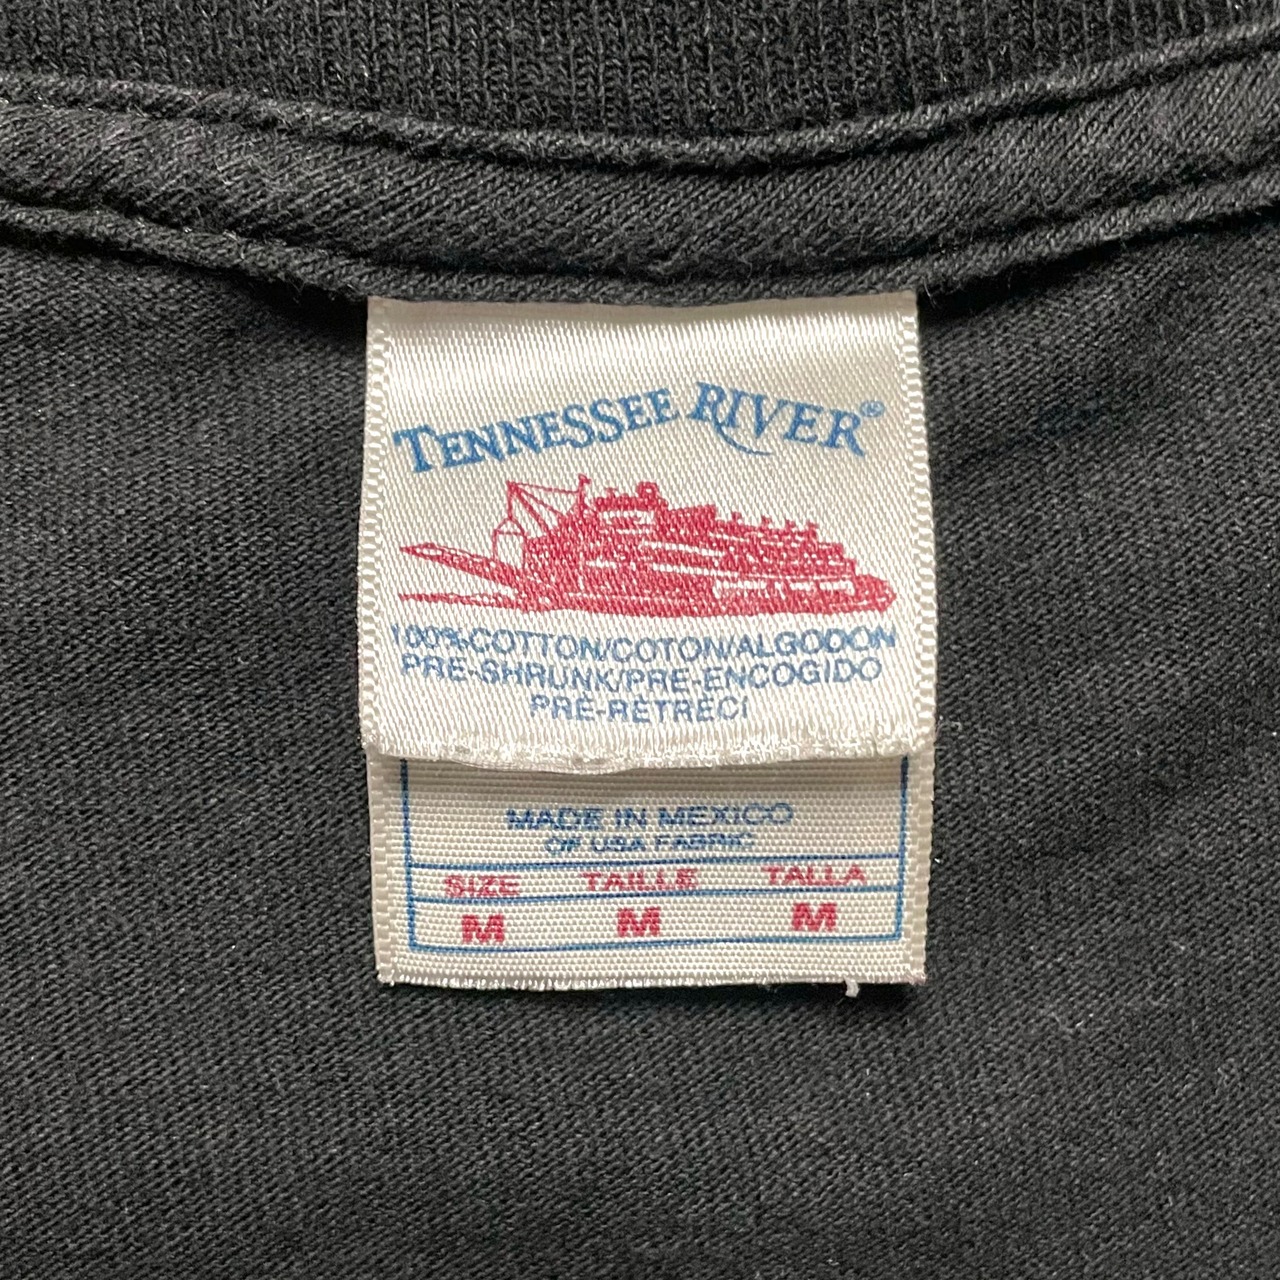 TENNESSEE RIVER®
100% COTTON/COTON/ALGODON
PRE-SHRUNK/PRE-ENCOGIDO
PRÉ-RÉTRÉCI
MADE IN MEXICO
OF USA FABRIC
SIZE TAILLE TALLA
M M M